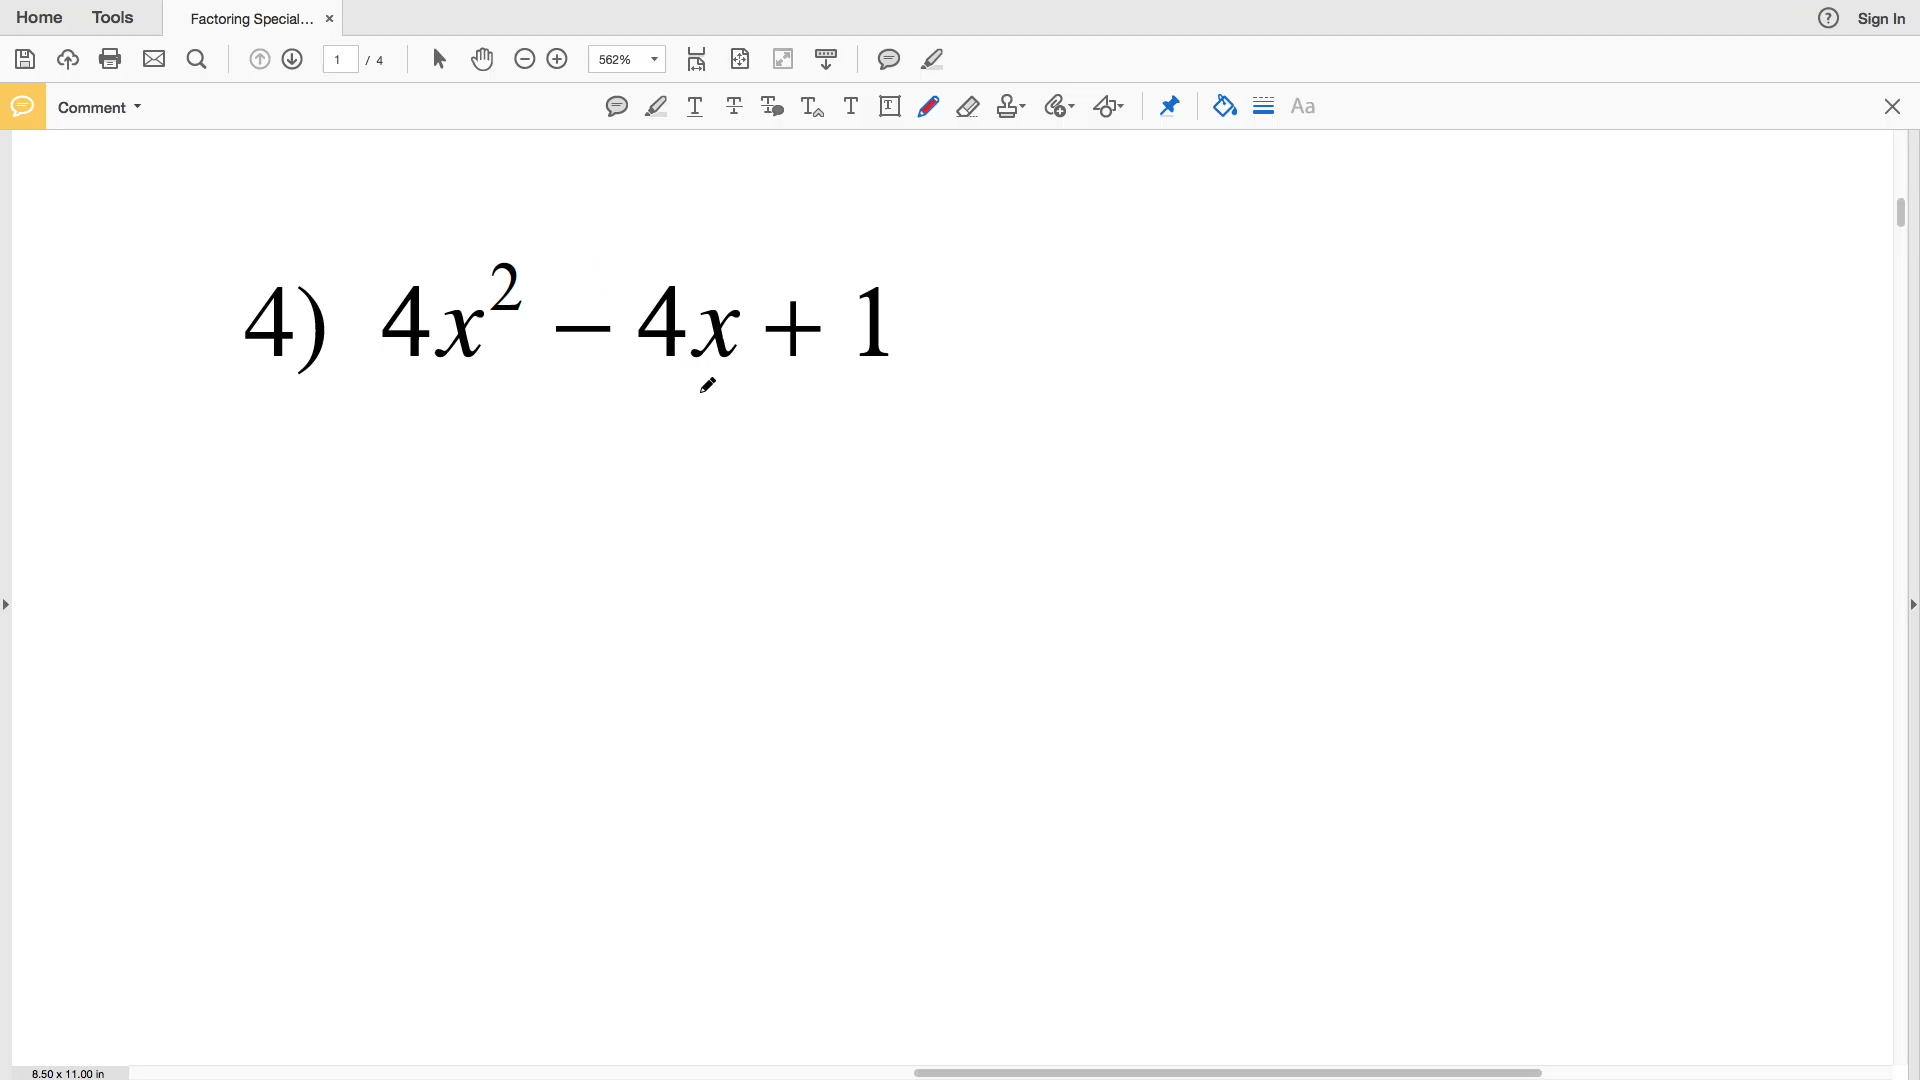 Home Tools Factoring Special... × ? Sign In
1 / 4 562%
Comment T T T T T T Aa
4) 4x² − 4x + 1
8.50 x 11.00 in